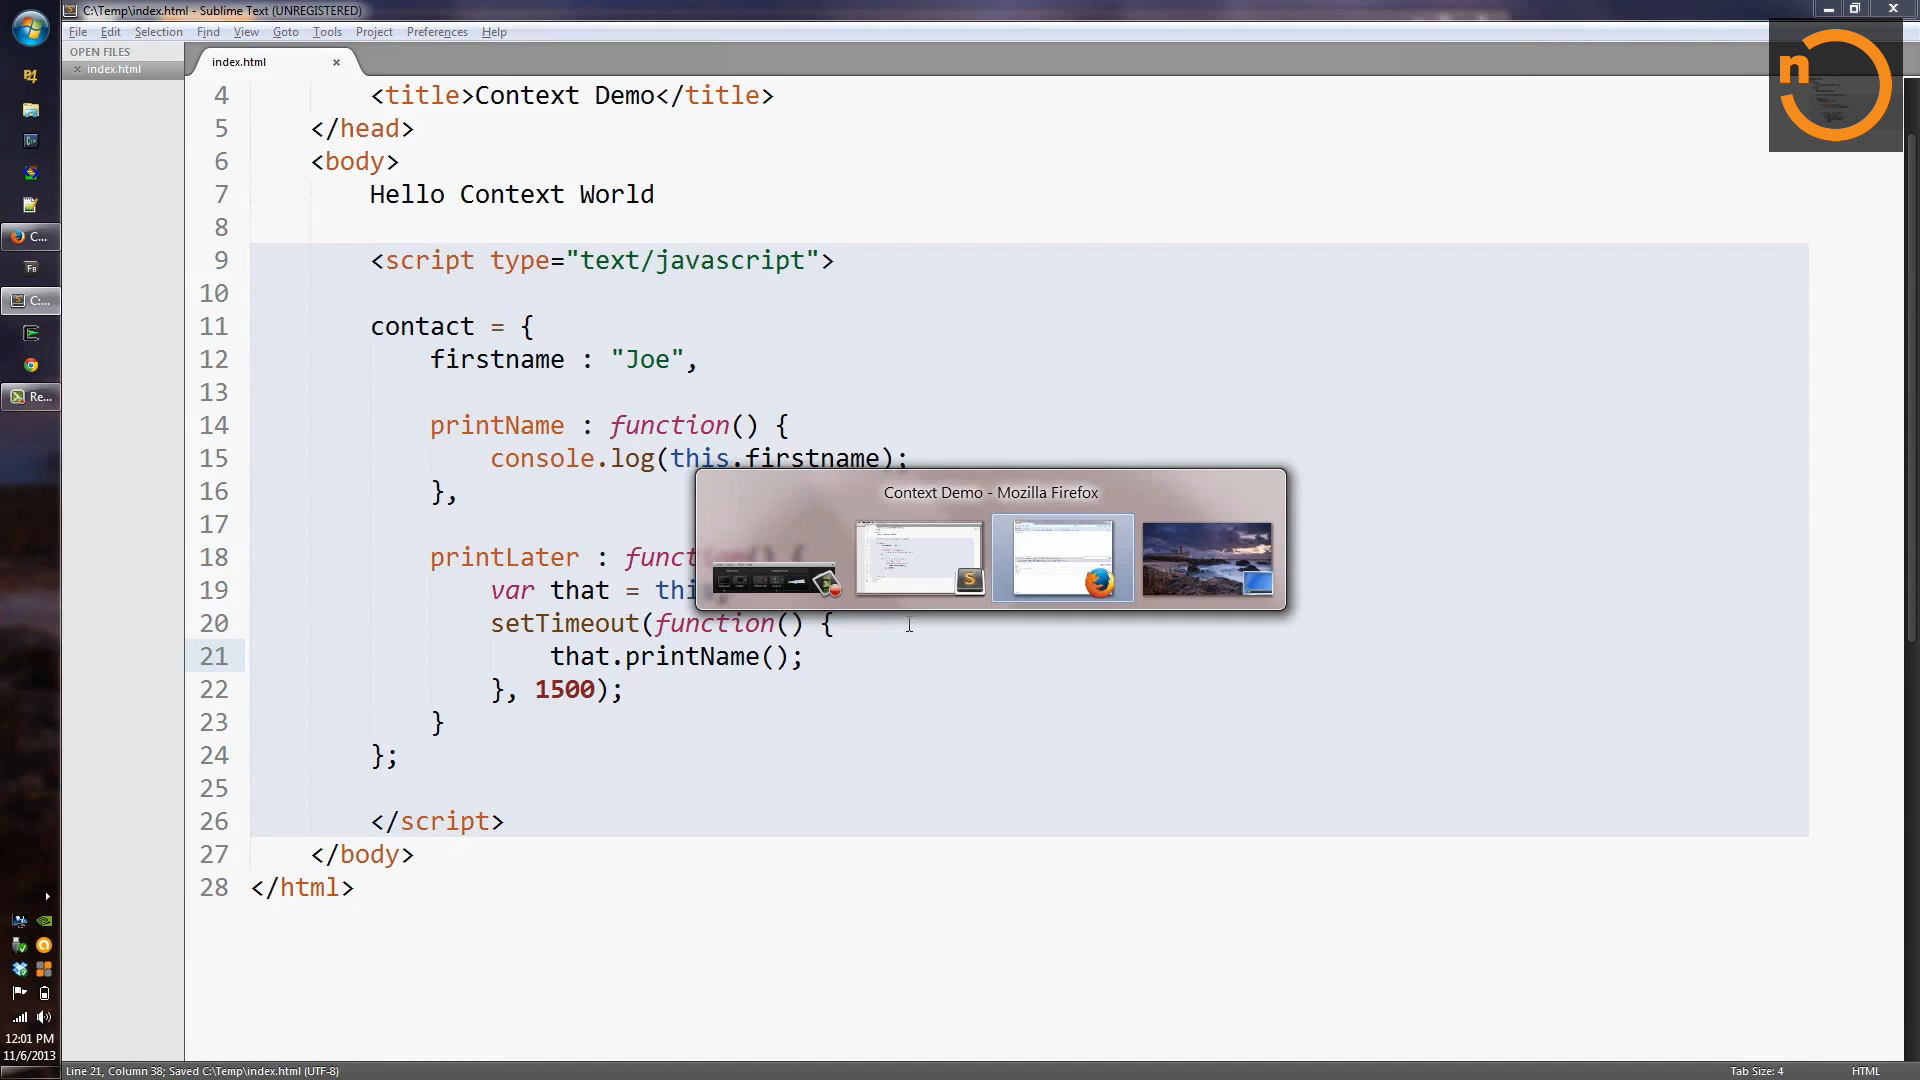 C:\Temp\index.html - Sublime Text (UNREGISTERED)
File Edit Selection Find View Goto Tools Project Preferences Help
OPEN FILES
index.html
index.html
n
4 <title>Context Demo</title>
5 </head>
6 <body>
7 Hello Context World
8
9 <script type="text/javascript">
10
11 contact = {
12 firstname : "Joe",
13
14 printName : function() {
15 console.log(this.firstname);
16 },
17
18 printLater : function() {
19 var that = this;
20 setTimeout(function() {
21 that.printName();
22 }, 1500);
23 }
24 };
25
26 </script>
27 </body>
28 </html>
Context Demo - Mozilla Firefox
C...
FB
C:...
Re...
12:01 PM
11/6/2013
Line 21, Column 38; Saved C:\Temp\index.html (UTF-8)
Tab Size: 4
HTML